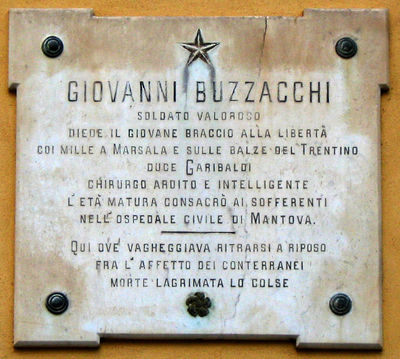 GIOVANNI BUZZACCHI
SOLDATO VALOROSO
DIEDE IL GIOVANE BRACCIO ALLA LIBERTÀ
COI MILLE A MARSALA E SULLE BALZE DEL TRENTINO
DUCE GARIBALDI
CHIRURGO ARDITO E INTELLIGENTE
L'ETÀ MATURA CONSACRÒ AI SOFFERENTI
NELL'OSPEDALE CIVILE DI MANTOVA.
QUI OVE VAGHEGGIAVA RITRARSI A RIPOSO
FRA L'AFFETTO DEI CONTERRANEI
MORTE LAGRIMATA LO COLSE